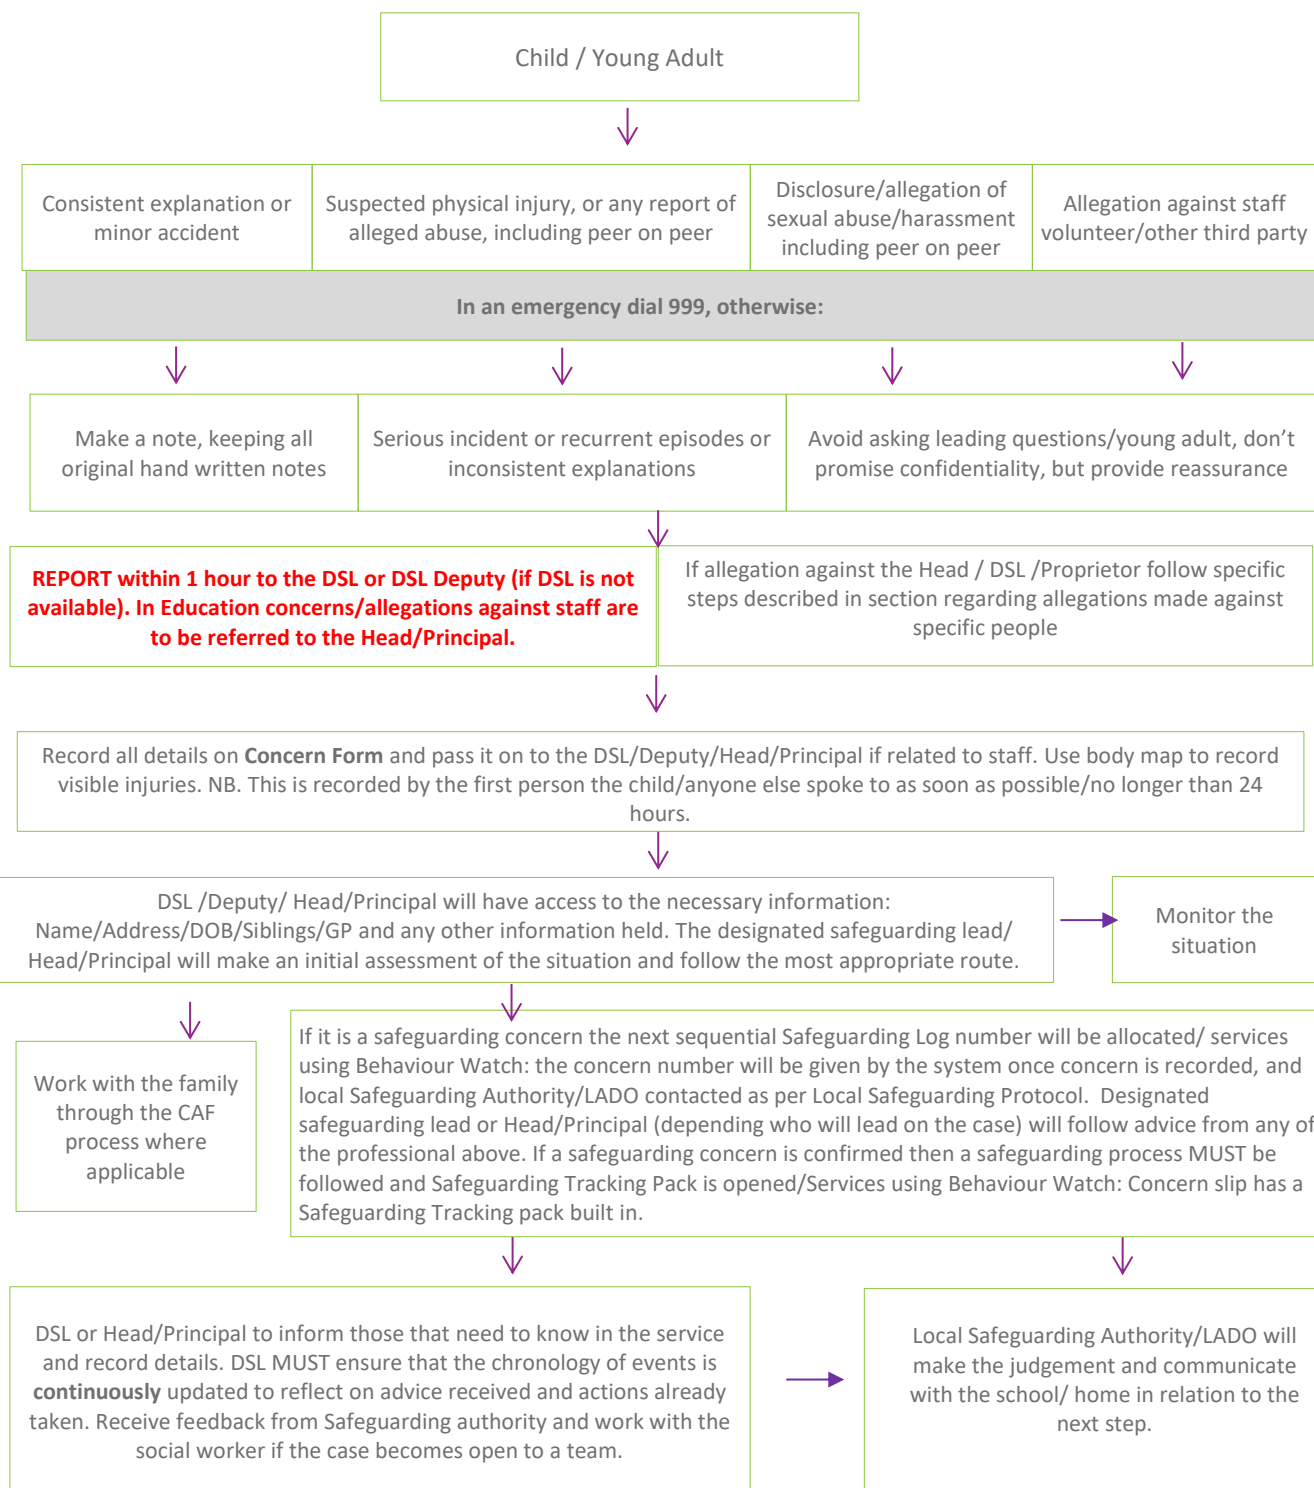 Child / Young Adult
Consistent explanation or
minor accident
Suspected physical injury, or any report of
alleged abuse, including peer on peer
Disclosure/allegation of
sexual abuse/harassment
including peer on peer
Allegation against staff
volunteer/other third party
In an emergency dial 999, otherwise:
Make a note, keeping all
original hand written notes
Serious incident or recurrent episodes or
inconsistent explanations
Avoid asking leading questions/young adult, don’t
promise confidentiality, but provide reassurance
REPORT within 1 hour to the DSL or DSL Deputy (if DSL is not
available). In Education concerns/allegations against staff are
to be referred to the Head/Principal.
If allegation against the Head / DSL /Proprietor follow specific
steps described in section regarding allegations made against
specific people
Record all details on Concern Form and pass it on to the DSL/Deputy/Head/Principal if related to staff. Use body map to record
visible injuries. NB. This is recorded by the first person the child/anyone else spoke to as soon as possible/no longer than 24
hours.
DSL /Deputy/ Head/Principal will have access to the necessary information:
Name/Address/DOB/Siblings/GP and any other information held. The designated safeguarding lead/
Head/Principal will make an initial assessment of the situation and follow the most appropriate route.
Monitor the
situation
Work with the family
through the CAF
process where
applicable
If it is a safeguarding concern the next sequential Safeguarding Log number will be allocated/ services
using Behaviour Watch: the concern number will be given by the system once concern is recorded, and
local Safeguarding Authority/LADO contacted as per Local Safeguarding Protocol.  Designated
safeguarding lead or Head/Principal (depending who will lead on the case) will follow advice from any of
the professional above. If a safeguarding concern is confirmed then a safeguarding process MUST be
followed and Safeguarding Tracking Pack is opened/Services using Behaviour Watch: Concern slip has a
Safeguarding Tracking pack built in.
DSL or Head/Principal to inform those that need to know in the service
and record details. DSL MUST ensure that the chronology of events is
continuously updated to reflect on advice received and actions already
taken. Receive feedback from Safeguarding authority and work with the
social worker if the case becomes open to a team.
Local Safeguarding Authority/LADO will
make the judgement and communicate
with the school/ home in relation to the
next step.